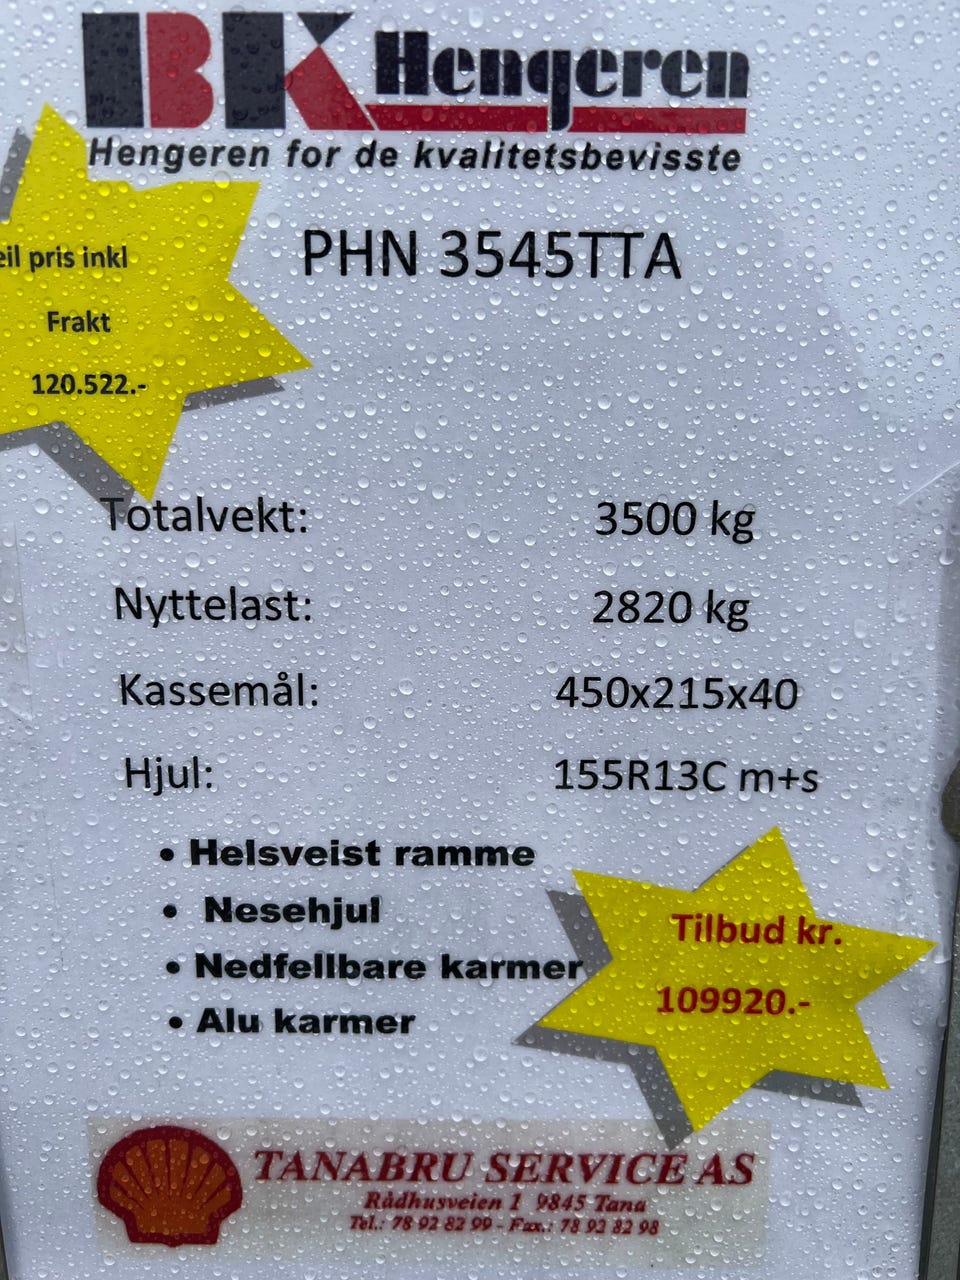 BK Hengeren
Hengeren for de kvalitetsbevisste
PHN 3545TTA
pris inkl
Frakt
120.522.-
Totalvekt: 3500 kg
Nyttelast: 2820 kg
Kassemål: 450x215x40
Hjul: 155R13C m+s
• Helsveist ramme
• Nesehjul
• Nedfellbare karmer
• Alu karmer
Tilbud kr.
109920.-
TANABRU SERVICE AS
Rådhusveien 1 9845 Tana
Tel.: 78 92 82 99 - Fax.: 78 92 82 98